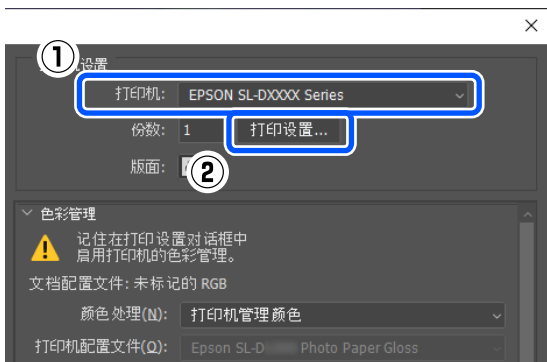 ①
设置
打印机: EPSON SL-DXXXX Series
份数: 1 打印设置...
②
版面:
色彩管理
记住在打印设置对话框中
启用打印机的色彩管理。
文档配置文件: 未标记的 RGB
颜色处理(N): 打印机管理颜色
打印机配置文件(O): Epson SL-D Photo Paper Gloss